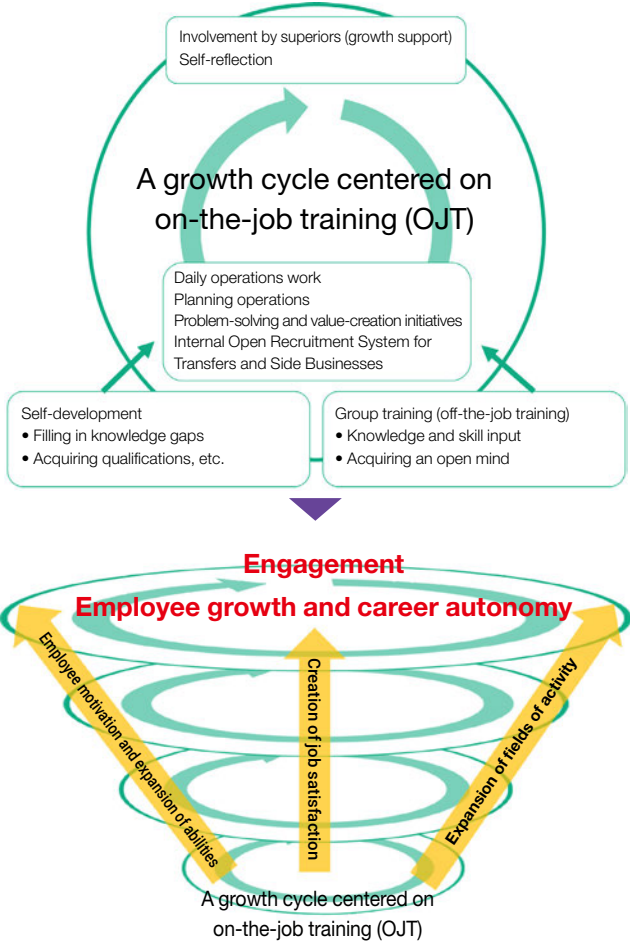 Involvement by superiors (growth support)
Self-reflection
A growth cycle centered on
on-the-job training (OJT)
Daily operations work
Planning operations
Problem-solving and value-creation initiatives
Internal Open Recruitment System for
Transfers and Side Businesses
Self-development
• Filling in knowledge gaps
• Acquiring qualifications, etc.
Group training (off-the-job training)
• Knowledge and skill input
• Acquiring an open mind
Engagement
Employee growth and career autonomy
Employee motivation and expansion of abilities
Creation of job satisfaction
Expansion of fields of activity
A growth cycle centered on
on-the-job training (OJT)